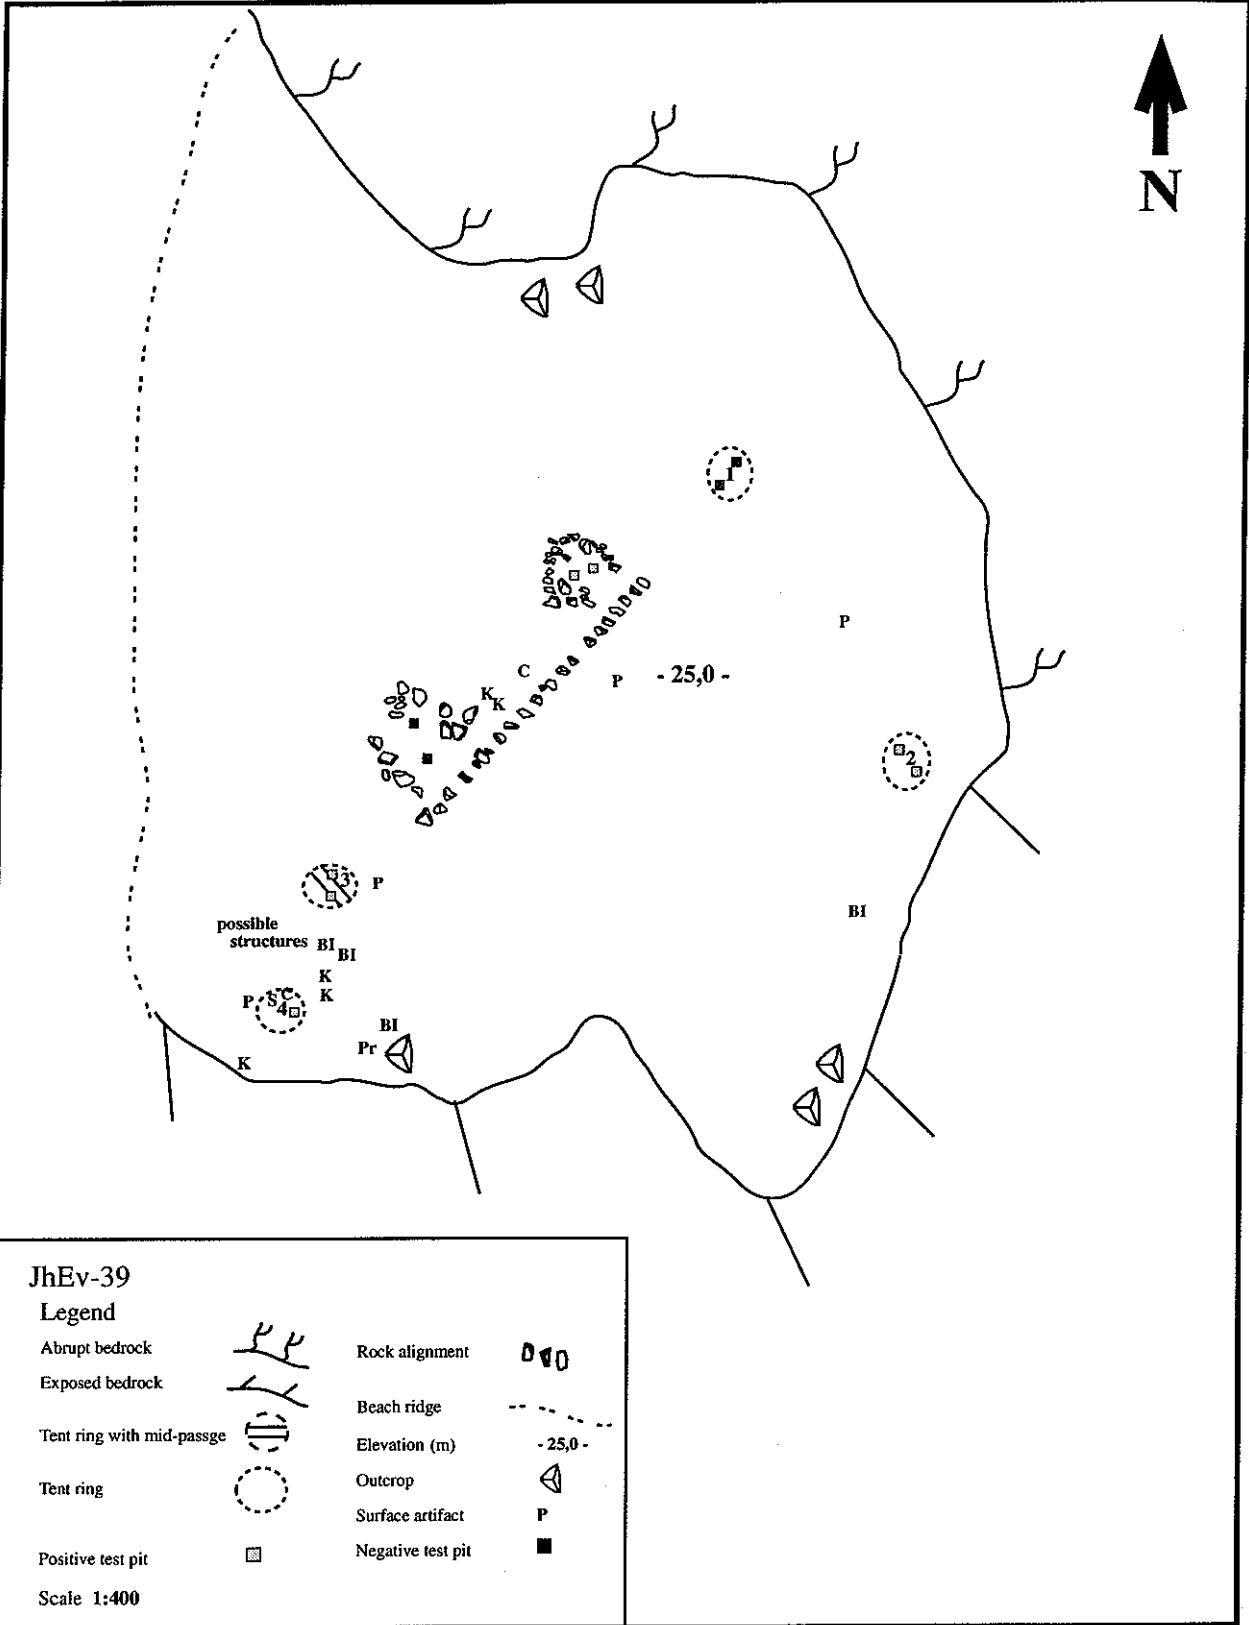 N
1
P
C
P
- 25,0 -
K
K
2
3
P
BI
possible
structures
BI
BI
K
P
S
C
K
4
BI
Pr
K
JhEv-39
Legend
Abrupt bedrock
Rock alignment
Exposed bedrock
Beach ridge
Tent ring with mid-passge
Elevation (m)
- 25,0 -
Tent ring
Outcrop
Surface artifact
P
Positive test pit
Negative test pit
Scale 1:400